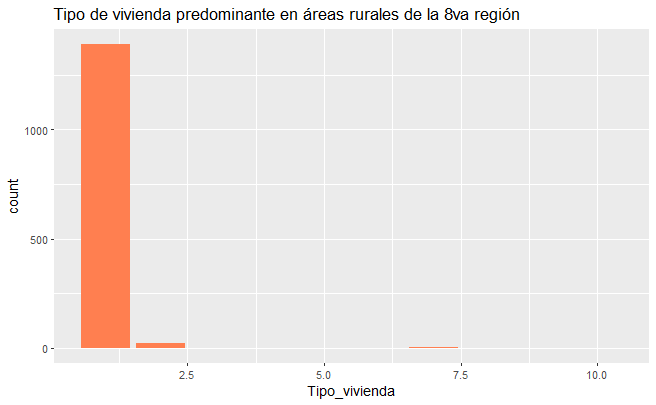 Tipo de vivienda predominante en áreas rurales de la 8va región
1000
500
0
count
2.5 5.0 7.5 10.0
Tipo_vivienda